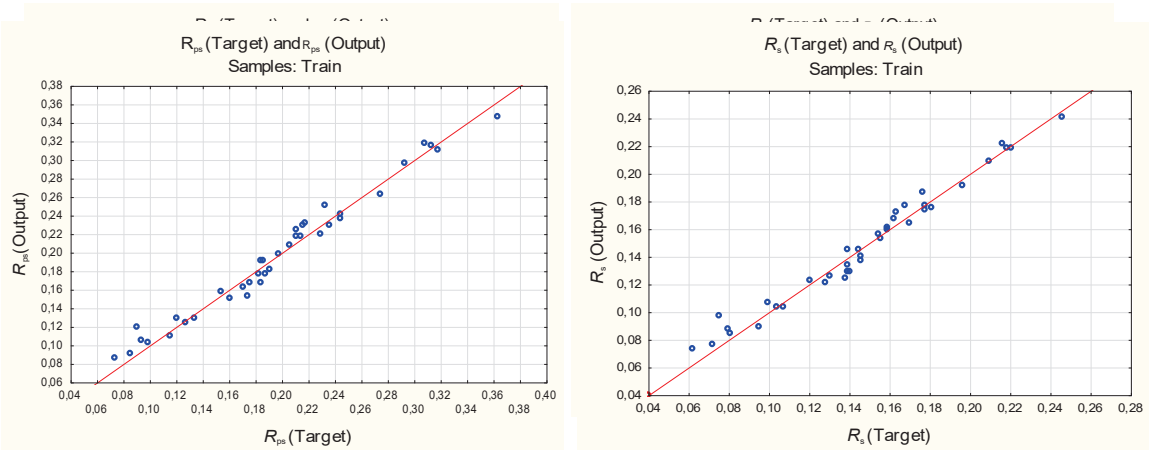 R (Target) and R (Output)
R (Target) and R (Output)
Rps (Target) and Rps (Output)
Samples: Train
0,38
0,36
0,34
0,32
0,30
0,28
0,26
0,24
0,22
0,20
0,18
0,16
0,14
0,12
0,10
0,08
0,06
Rps (Output)
0,04 0,08 0,12 0,16 0,20 0,24 0,28 0,32 0,36 0,40
0,06 0,10 0,14 0,18 0,22 0,26 0,30 0,34 0,38
Rps (Target)
Rs (Target) and Rs (Output)
Samples: Train
0,26
0,24
0,22
0,20
0,18
0,16
0,14
0,12
0,10
0,08
0,06
0,04
Rs (Output)
0,04 0,06 0,08 0,10 0,12 0,14 0,16 0,18 0,20 0,22 0,24 0,26 0,28
Rs (Target)